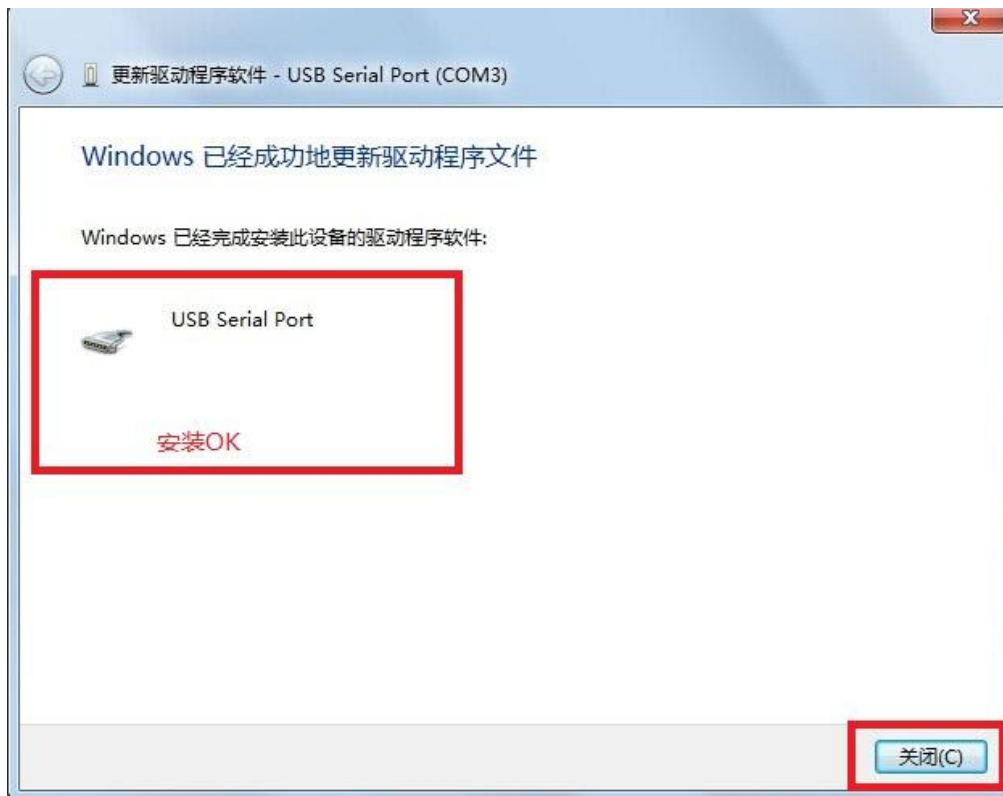 更新驱动程序软件 - USB Serial Port (COM3)
Windows 已经成功地更新驱动程序文件
Windows 已经完成安装此设备的驱动程序软件:
USB Serial Port
安装OK
关闭(C)